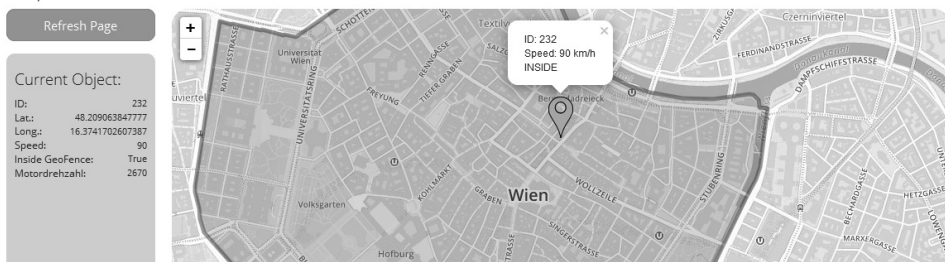 Refresh Page
Current Object:
ID: 232
Lat.: 48.209063847777
Long.: 16.3741702607387
Speed: 90
Inside GeoFence: True
Motordrehzahl: 2670
+
−
ID: 232
Speed: 90 km/h
INSIDE
×
Universität
Wien
RATHAUSSTRASSE
UNIVERSITÄTSRING
FREYUNG
RENNGASSE
TIEFER GRABEN
Czerninviertel
FERDINANDSTRASSE
Donaukanal
DAMPFSCHIFFSTRASSE
KOHLMARKT
GRABEN
Wien
WOLLZEILE
STUBENRING
SINGERSTRASSE
Volksgarten
Hofburg
BECHARDGASSE
HETZGASSE
MARXERGASSE